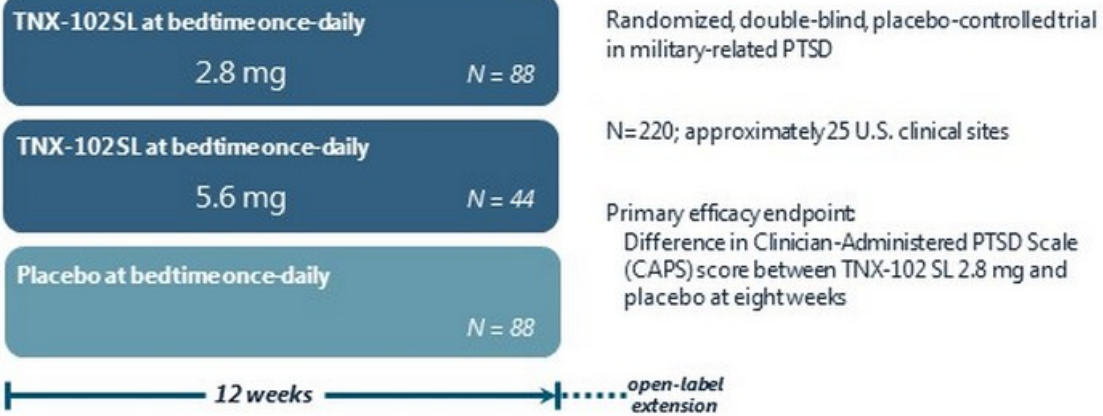 TNX-102 SL at bedtime once-daily
2.8 mg
N = 88
TNX-102 SL at bedtime once-daily
5.6 mg
N = 44
Placebo at bedtime once-daily
N = 88
12 weeks
open-label
extension
Randomized, double-blind, placebo-controlled trial
in military-related PTSD
N=220; approximately 25 U.S. clinical sites
Primary efficacy endpoint:
Difference in Clinician-Administered PTSD Scale
(CAPS) score between TNX-102 SL 2.8 mg and
placebo at eight weeks